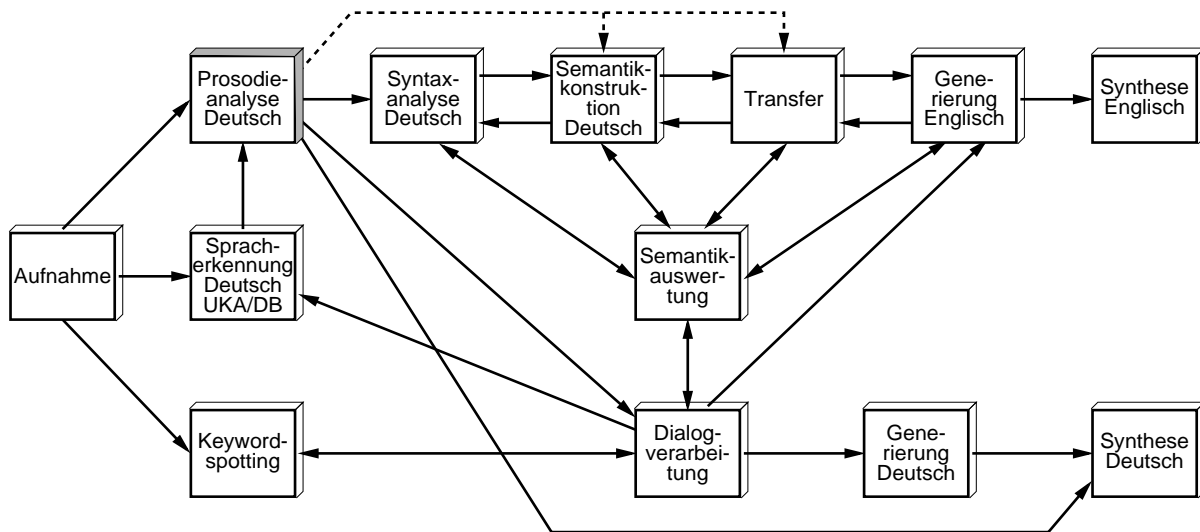 Prosodie-
analyse
Deutsch
Syntax-
analyse
Deutsch
Semantik-
konstruk-
tion
Deutsch
Transfer
Gene-
rierung
Englisch
Synthese
Englisch
Aufnahme
Sprach-
erkennung
Deutsch
UKA/DB
Semantik-
auswer-
tung
Keyword-
spotting
Dialog-
verarbei-
tung
Gene-
rierung
Deutsch
Synthese
Deutsch